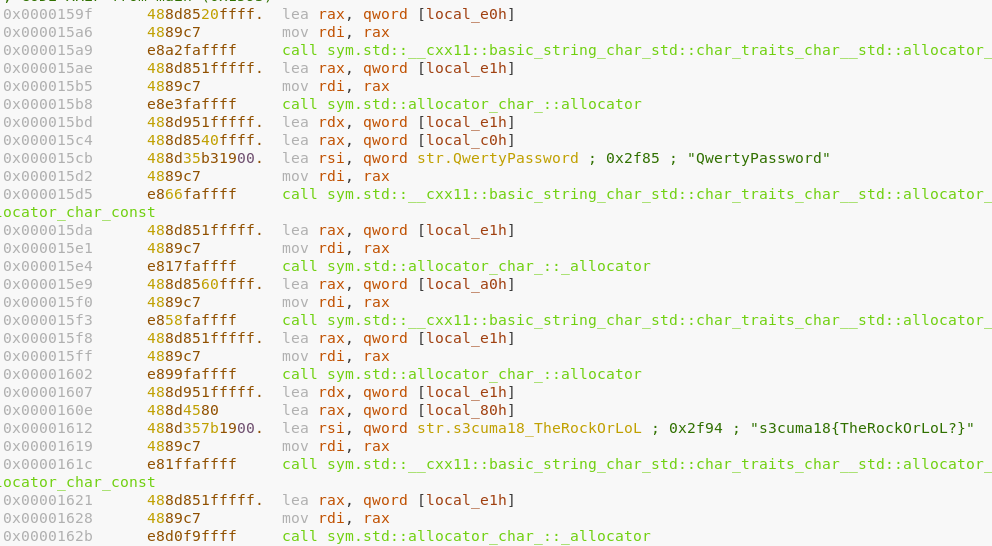 0x0000159f 488d8520ffff. lea rax, qword [local_e0h]
0x000015a6 4889c7 mov rdi, rax
0x000015a9 e8a2faffff call sym.std::__cxx11::basic_string_char_std::char_traits_char__std::allocator_
0x000015ae 488d851fffff. lea rax, qword [local_e1h]
0x000015b5 4889c7 mov rdi, rax
0x000015b8 e8e3faffff call sym.std::allocator_char_::allocator
0x000015bd 488d951fffff. lea rdx, qword [local_e1h]
0x000015c4 488d8540ffff. lea rax, qword [local_c0h]
0x000015cb 488d35b31900. lea rsi, qword str.QwertyPassword ; 0x2f85 ; "QwertyPassword"
0x000015d2 4889c7 mov rdi, rax
0x000015d5 e866faffff call sym.std::__cxx11::basic_string_char_std::char_traits_char__std::allocator_
locator_char_const
0x000015da 488d851fffff. lea rax, qword [local_e1h]
0x000015e1 4889c7 mov rdi, rax
0x000015e4 e817faffff call sym.std::allocator_char_::_allocator
0x000015e9 488d8560ffff. lea rax, qword [local_a0h]
0x000015f0 4889c7 mov rdi, rax
0x000015f3 e858faffff call sym.std::__cxx11::basic_string_char_std::char_traits_char__std::allocator_
0x000015f8 488d851fffff. lea rax, qword [local_e1h]
0x000015ff 4889c7 mov rdi, rax
0x00001602 e899faffff call sym.std::allocator_char_::allocator
0x00001607 488d951fffff. lea rdx, qword [local_e1h]
0x0000160e 488d4580 lea rax, qword [local_80h]
0x00001612 488d357b1900. lea rsi, qword str.s3cuma18_TheRockOrLoL ; 0x2f94 ; "s3cuma18{TheRockOrLoL?}"
0x00001619 4889c7 mov rdi, rax
0x0000161c e81ffaffff call sym.std::__cxx11::basic_string_char_std::char_traits_char__std::allocator_
locator_char_const
0x00001621 488d851fffff. lea rax, qword [local_e1h]
0x00001628 4889c7 mov rdi, rax
0x0000162b e8d0f9ffff call sym.std::allocator_char_::_allocator